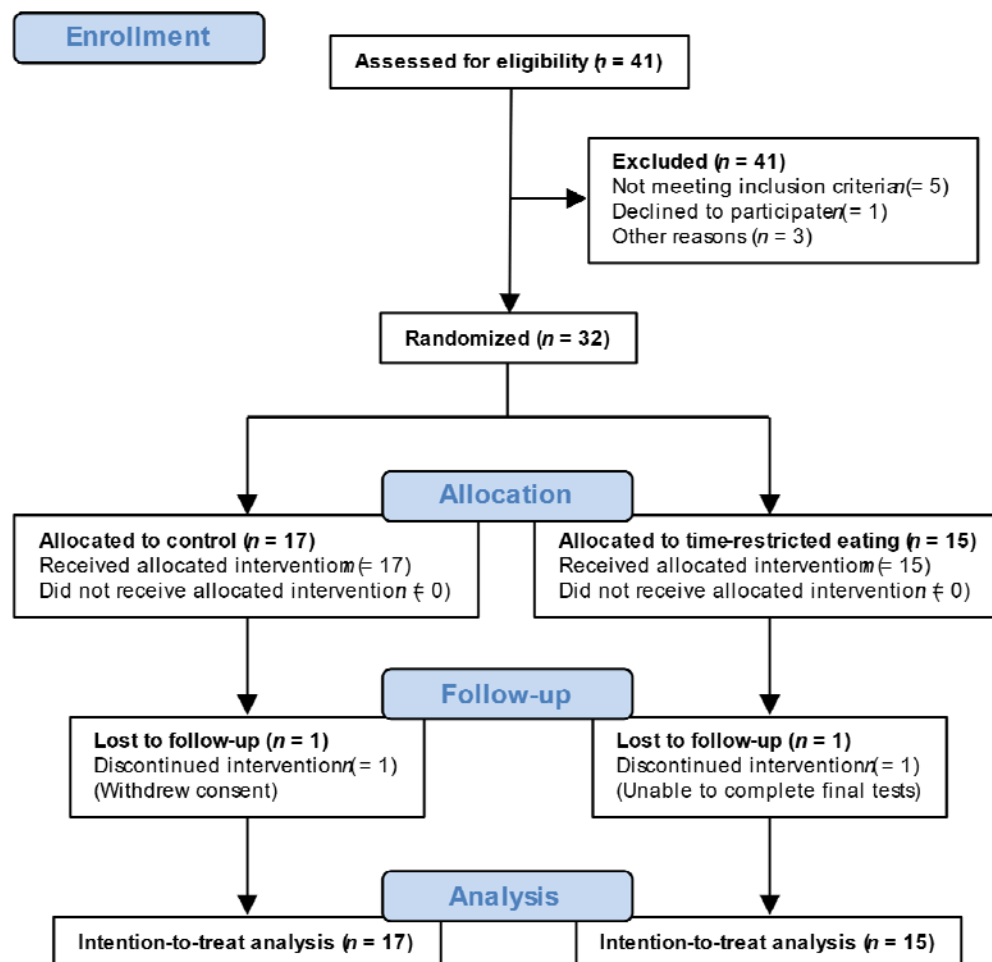 Enrollment
Assessed for eligibility (n = 41)
Excluded (n = 41)
Not meeting inclusion criterian(= 5)
Declined to participaten(= 1)
Other reasons (n = 3)
Randomized (n = 32)
Allocation
Allocated to control (n = 17)
Received allocated interventionn(= 17)
Did not receive allocated intervention(n = 0)
Allocated to time-restricted eating (n = 15)
Received allocated interventionn(= 15)
Did not receive allocated intervention(n = 0)
Follow-up
Lost to follow-up (n = 1)
Discontinued interventionn(= 1)
(Withdrew consent)
Lost to follow-up (n = 1)
Discontinued interventionn(= 1)
(Unable to complete final tests)
Analysis
Intention-to-treat analysis (n = 17)
Intention-to-treat analysis (n = 15)